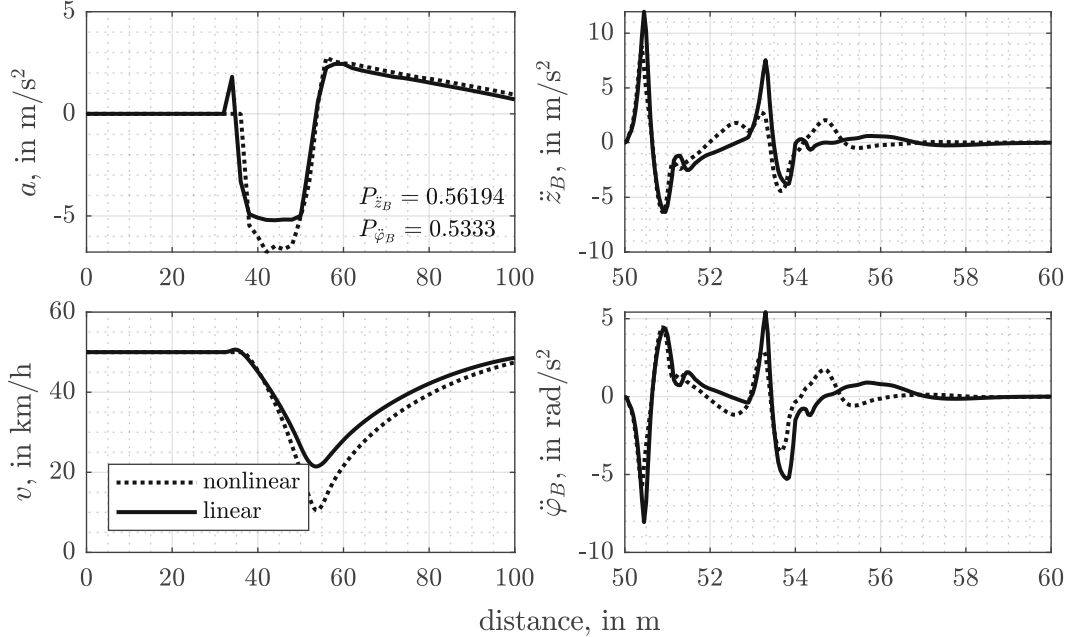 5
0
-5
0 20 40 60 80 100
a, in m/s²
P_{z̈_B} = 0.56194
P_{φ̈_B} = 0.5333
10
5
0
-5
-10
50 52 54 56 58 60
z̈_B, in m/s²
60
40
20
0
0 20 40 60 80 100
v, in km/h
nonlinear
linear
5
0
-5
-10
50 52 54 56 58 60
φ̈_B, in rad/s²
distance, in m